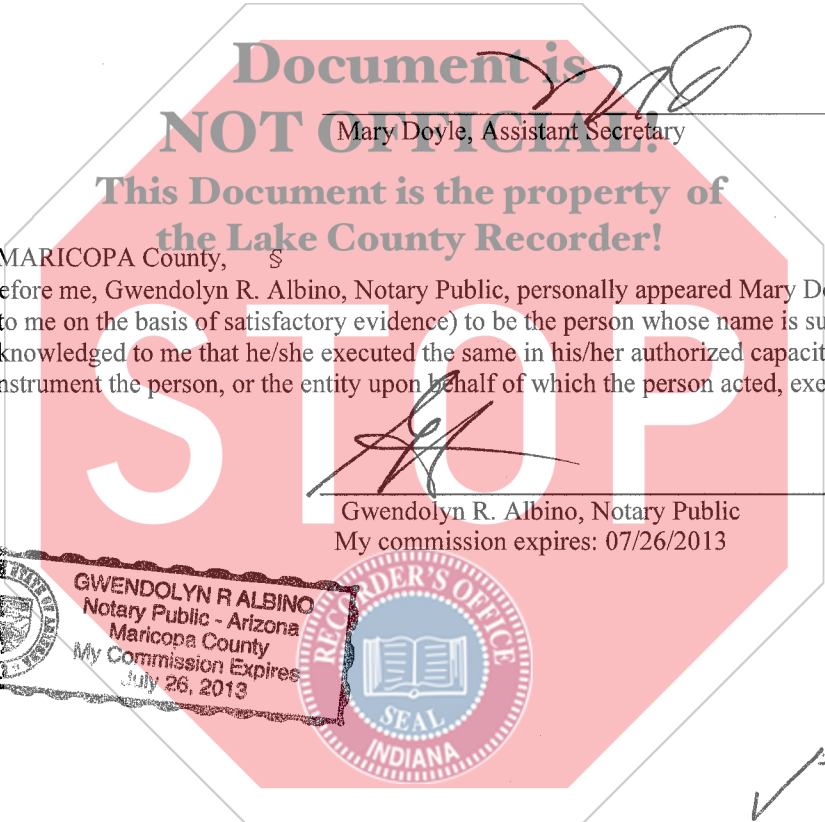 Document is
NOT OFFICIAL!
Mary Doyle, Assistant Secretary
This Document is the property of
the Lake County Recorder!
MARICOPA County, §
efore me, Gwendolyn R. Albino, Notary Public, personally appeared Mary Do
to me on the basis of satisfactory evidence) to be the person whose name is su
knowledged to me that he/she executed the same in his/her authorized capacit
nstrument the person, or the entity upon behalf of which the person acted, exe
STOP
Gwendolyn R. Albino, Notary Public
My commission expires: 07/26/2013
GWENDOLYN R ALBINO
Notary Public - Arizona
Maricopa County
My Commission Expires
July 26, 2013
RECORDER'S OFFICE
SEAL
INDIANA